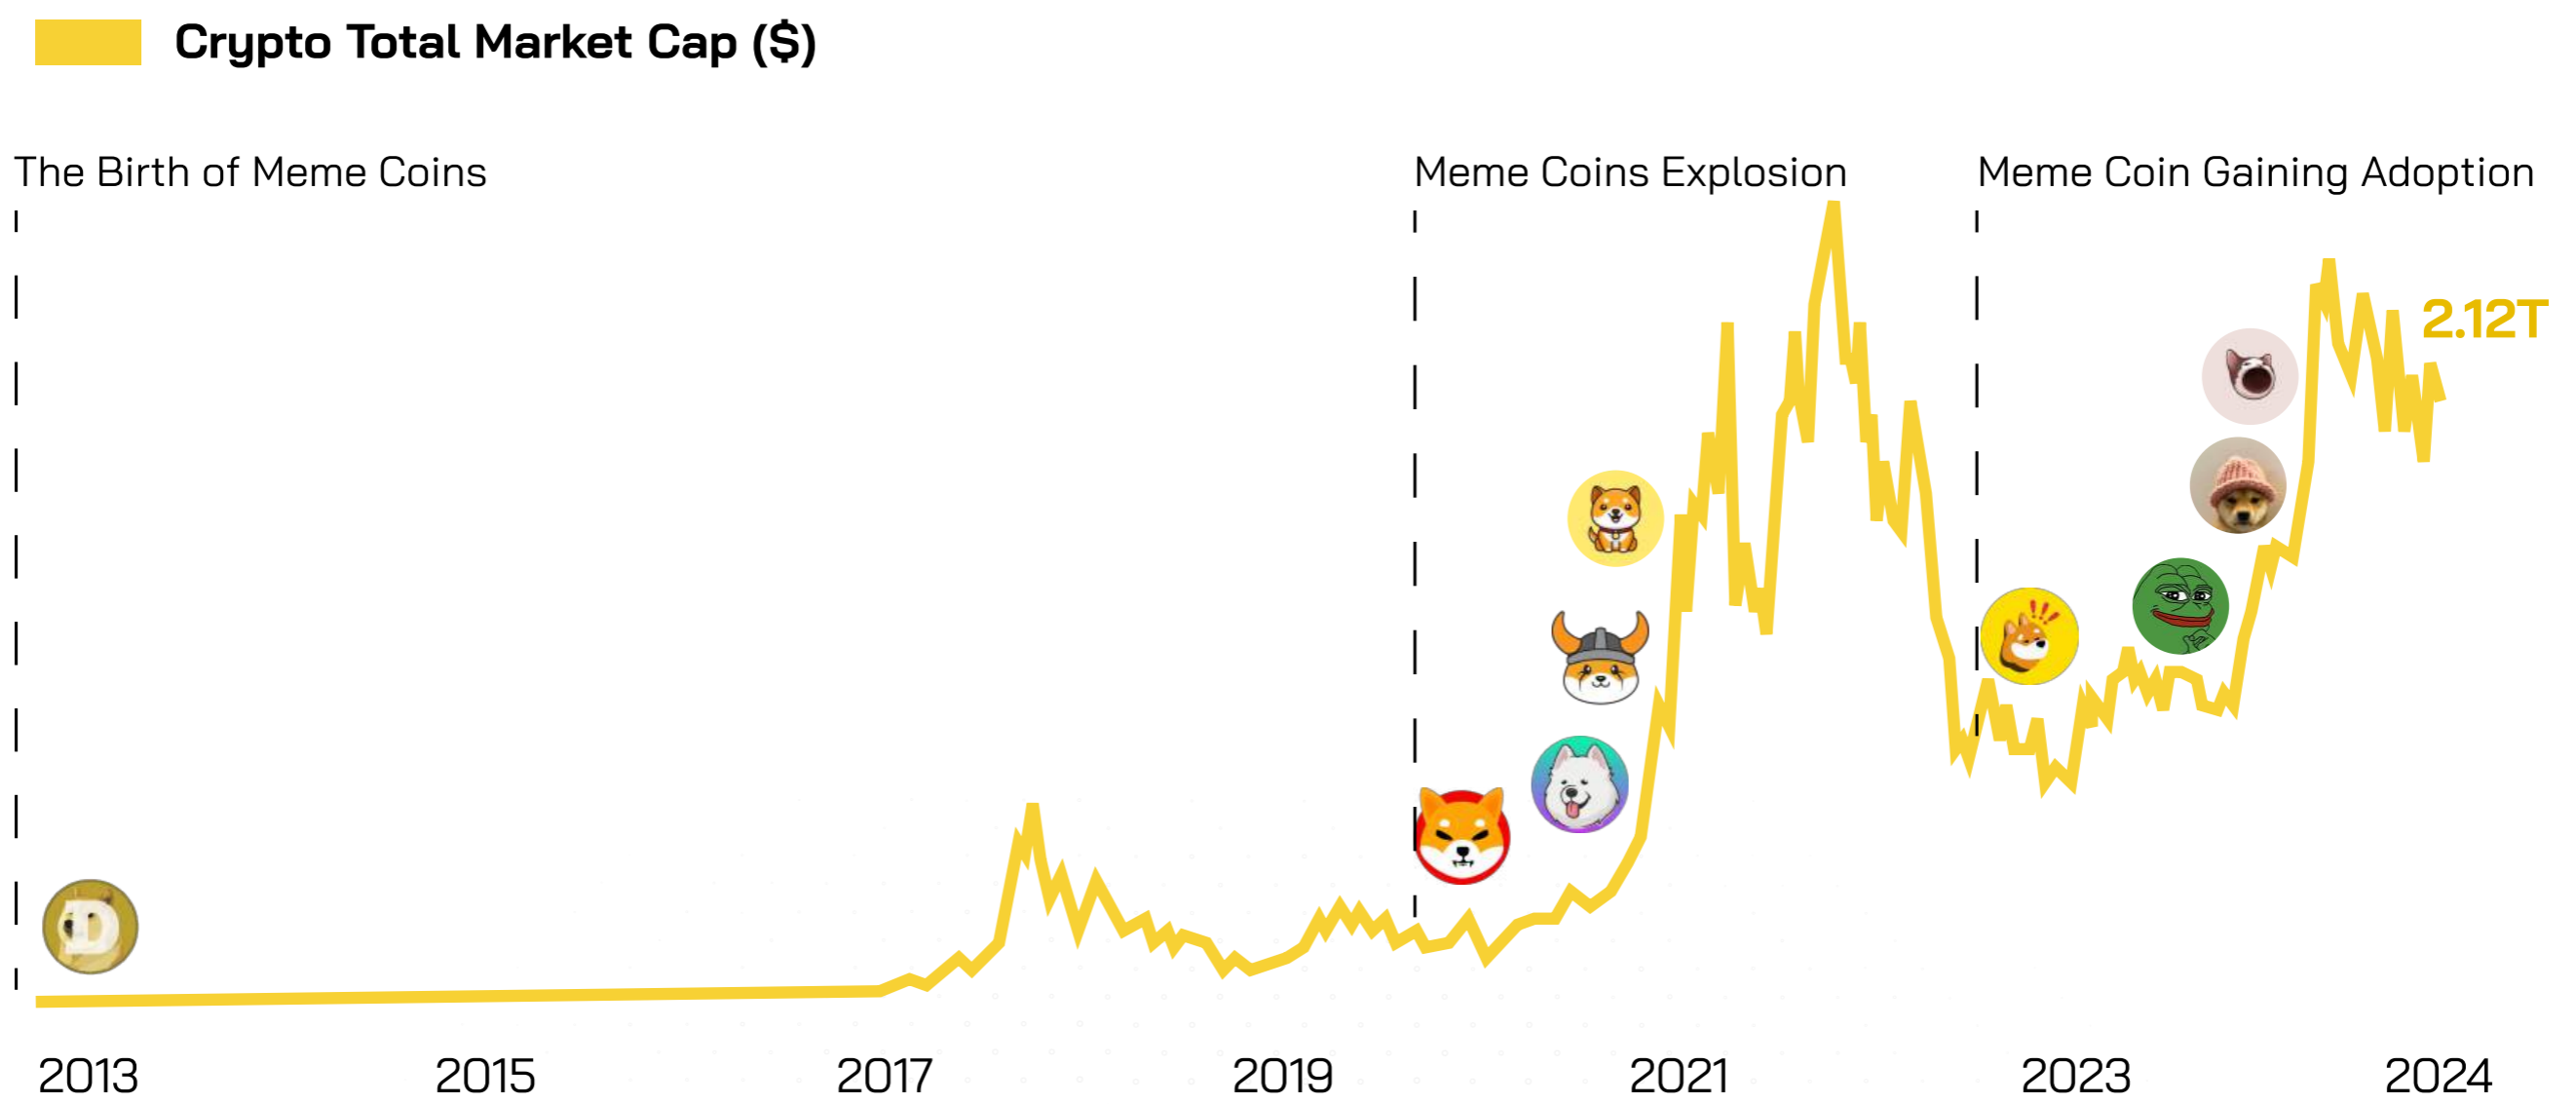 Crypto Total Market Cap ($)
The Birth of Meme Coins
Meme Coins Explosion
Meme Coin Gaining Adoption
2.12T
D
2013
2015
2017
2019
2021
2023
2024